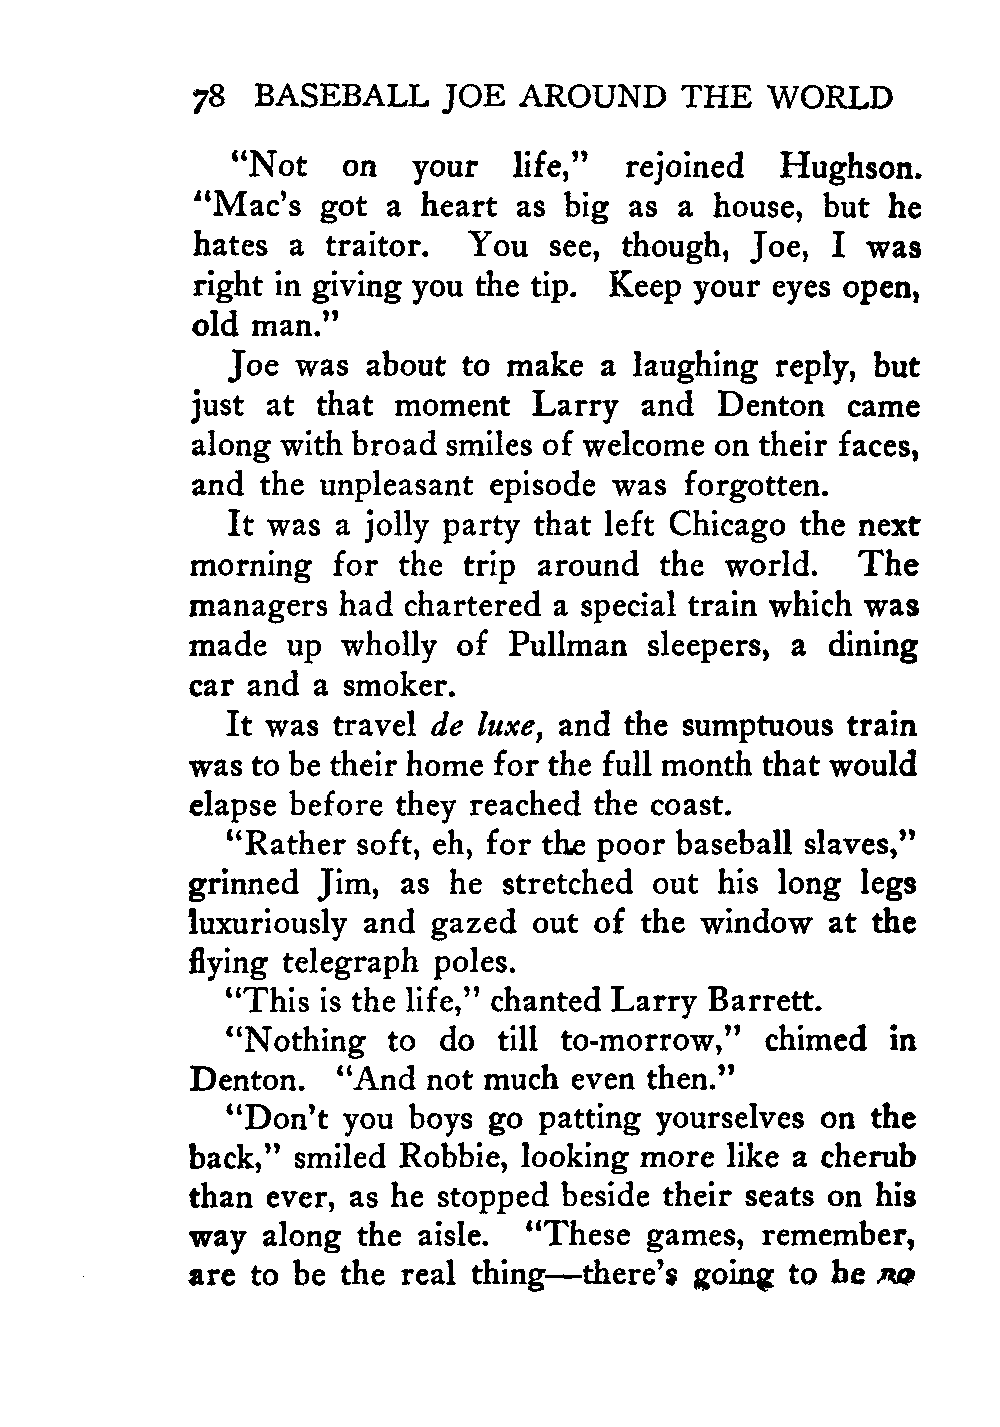 78 BASEBALL JOE AROUND THE WORLD
“Not on your life,” rejoined Hughson.
“Mac’s got a heart as big as a house, but he
hates a traitor. You see, though, Joe, I was
right in giving you the tip. Keep your eyes open,
old man.”
Joe was about to make a laughing reply, but
just at that moment Larry and Denton came
along with broad smiles of welcome on their faces,
and the unpleasant episode was forgotten.
It was a jolly party that left Chicago the next
morning for the trip around the world. The
managers had chartered a special train which was
made up wholly of Pullman sleepers, a dining
car and a smoker.
It was travel de luxe, and the sumptuous train
was to be their home for the full month that would
elapse before they reached the coast.
“Rather soft, eh, for the poor baseball slaves,”
grinned Jim, as he stretched out his long legs
luxuriously and gazed out of the window at the
flying telegraph poles.
“This is the life,” chanted Larry Barrett.
“Nothing to do till to-morrow,” chimed in
Denton. “And not much even then.”
“Don’t you boys go patting yourselves on the
back,” smiled Robbie, looking more like a cherub
than ever, as he stopped beside their seats on his
way along the aisle. “These games, remember,
are to be the real thing—there’s going to be no